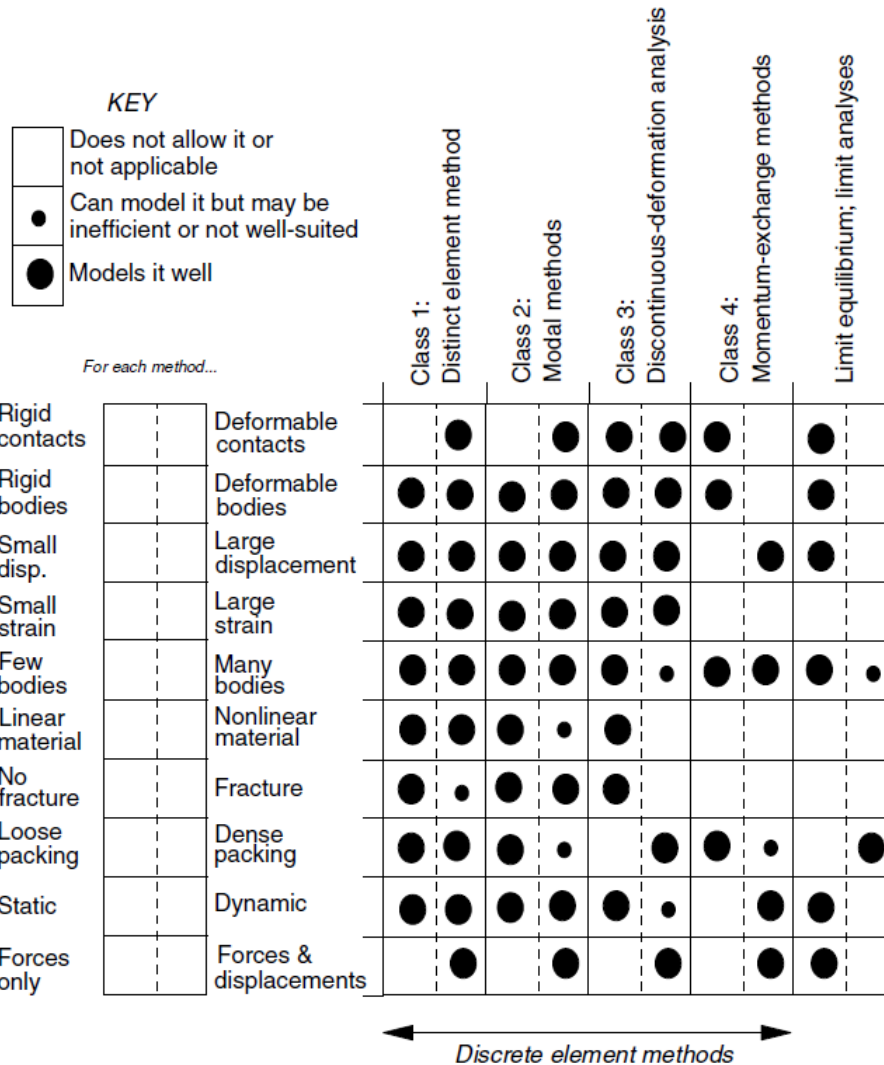 KEY
Does not allow it or
not applicable
Can model it but may be
inefficient or not well-suited
Models it well
For each method...
Class 1:
Distinct element method
Class 2:
Modal methods
Class 3:
Discontinuous-deformation analysis
Class 4:
Momentum-exchange methods
Limit equilibrium; limit analyses
Rigid
contacts
Deformable
contacts
Rigid
bodies
Deformable
bodies
Small
disp.
Large
displacement
Small
strain
Large
strain
Few
bodies
Many
bodies
Linear
material
Nonlinear
material
No
fracture
Fracture
Loose
packing
Dense
packing
Static
Dynamic
Forces
only
Forces &
displacements
Discrete element methods